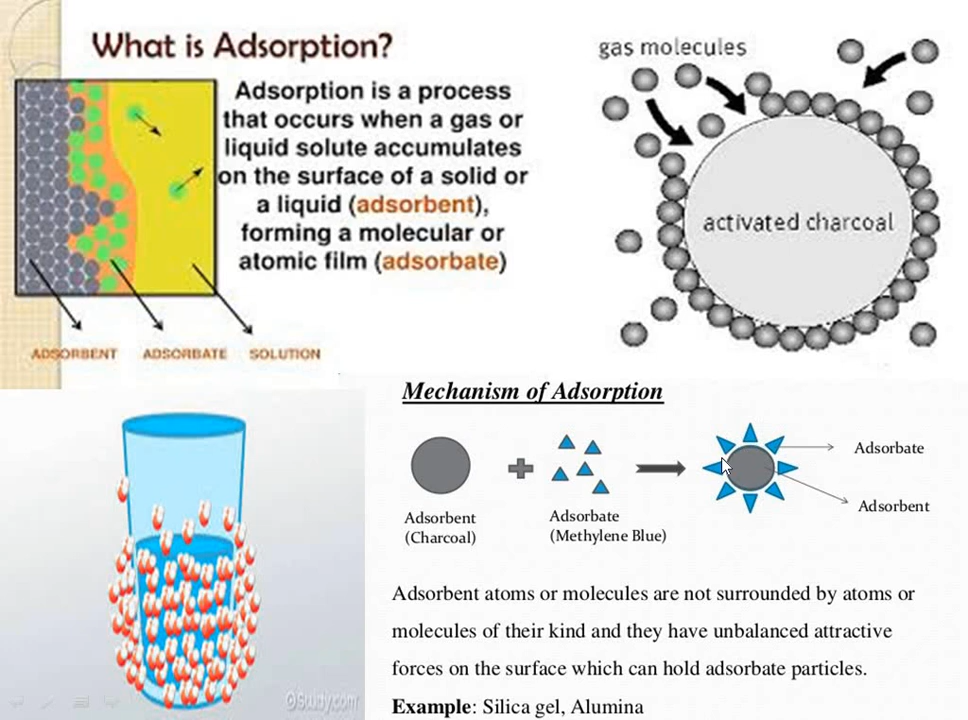 What is Adsorption?
Adsorption is a process
that occurs when a gas or
liquid solute accumulates
on the surface of a solid or
a liquid (adsorbent),
forming a molecular or
atomic film (adsorbate)
ADSORBENT ADSORBATE SOLUTION
gas molecules
activated charcoal
Mechanism of Adsorption
Adsorbent
(Charcoal)
Adsorbate
(Methylene Blue)
Adsorbate
Adsorbent
Adsorbent atoms or molecules are not surrounded by atoms or
molecules of their kind and they have unbalanced attractive
forces on the surface which can hold adsorbate particles.
Example: Silica gel, Alumina
@Study.com